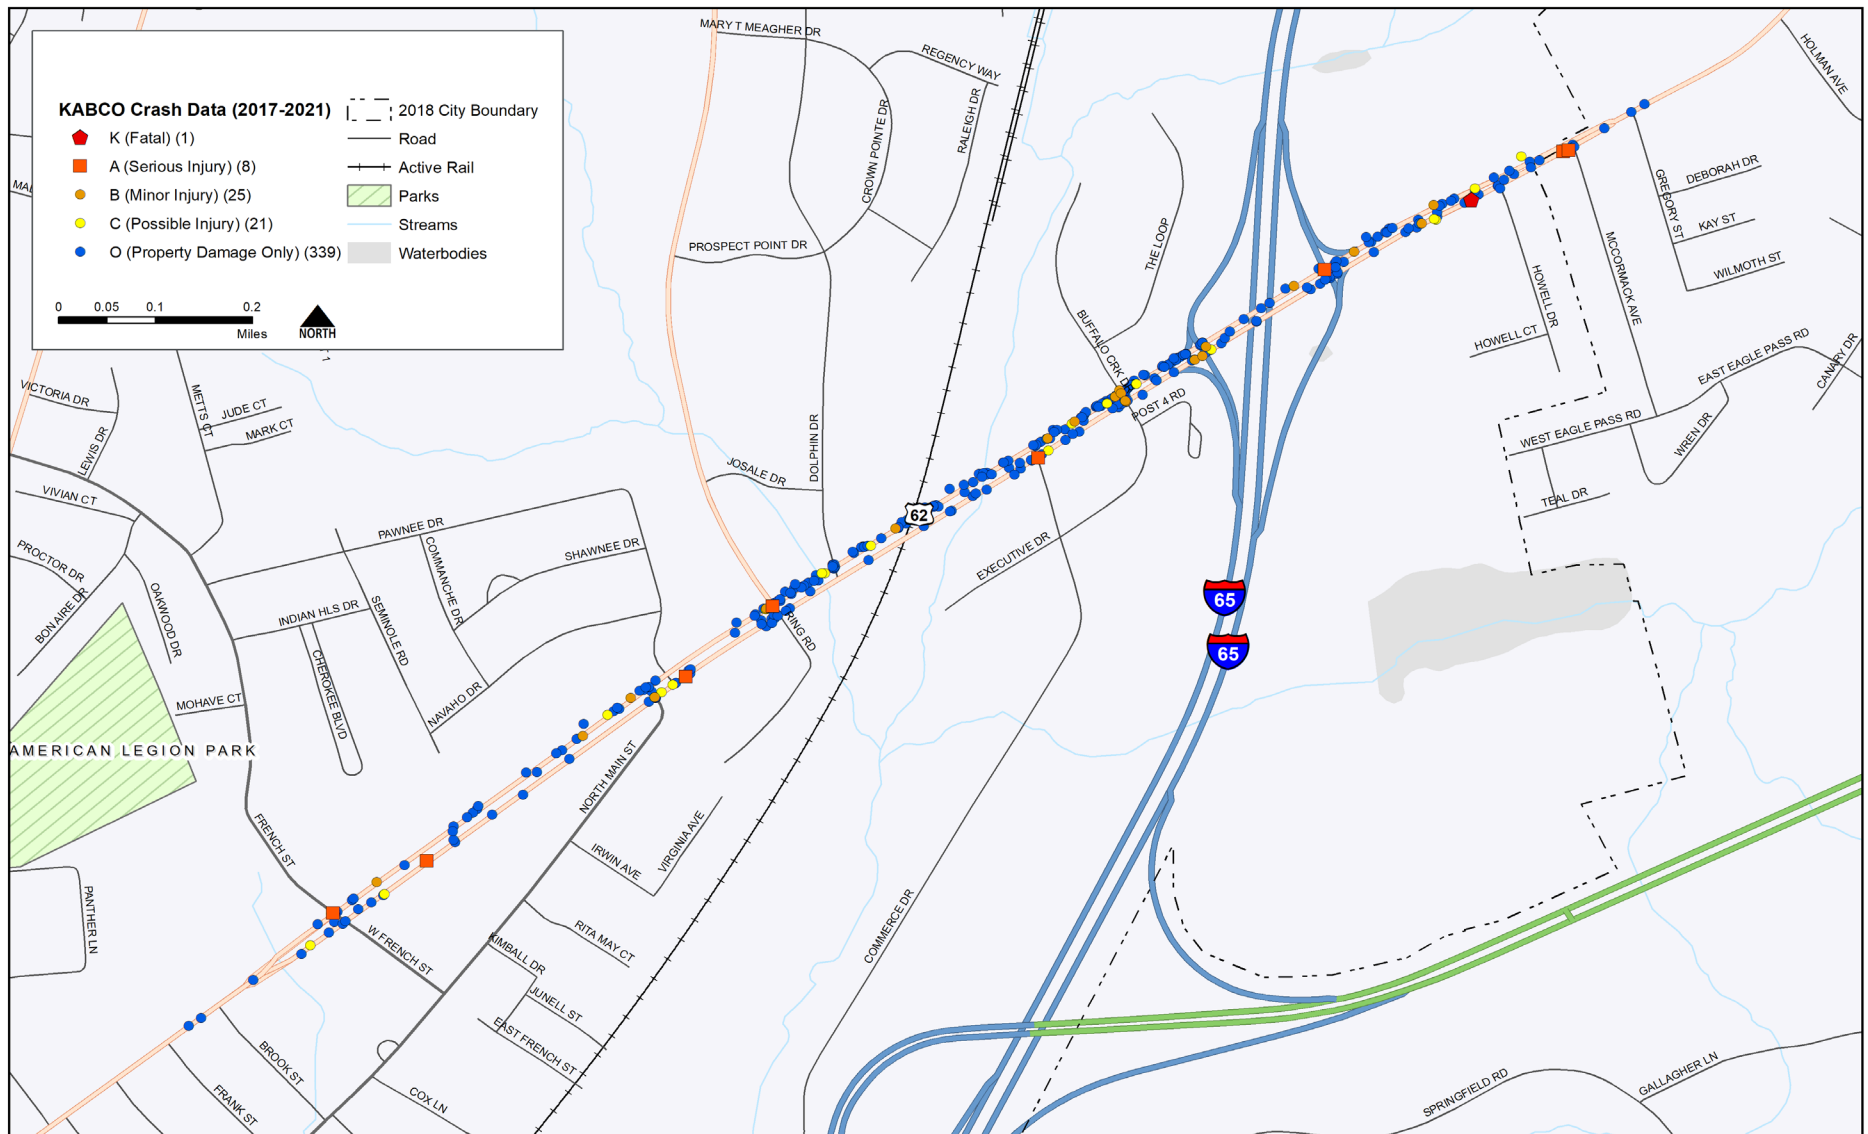 KABCO Crash Data (2017-2021)
K (Fatal) (1)
A (Serious Injury) (8)
B (Minor Injury) (25)
C (Possible Injury) (21)
O (Property Damage Only) (339)
2018 City Boundary
Road
Active Rail
Parks
Streams
Waterbodies
0 0.05 0.1 0.2
Miles
NORTH
MARY T MEAGHER DR
REGENCY WAY
RALEIGH DR
CROWN POINTE DR
PROSPECT POINT DR
THE LOOP
HOLMAN AVE
DEBORAH DR
GREGORY ST
KAY ST
WILMOTH ST
MCCORMACK AVE
HOWELL DR
HOWELL CT
EAST EAGLE PASS RD
CANARY DR
WEST EAGLE PASS RD
WREN DR
TEAL DR
BUFFALO CRK D
POST 4 RD
VICTORIA DR
METTS CT
JUDE CT
MARK CT
LEWIS DR
VIVIAN CT
JOSALE DR
DOLPHIN DR
62
EXECUTIVE DR
PAWNEE DR
SHAWNEE DR
COMMANCHE DR
PROCTOR DR
BON AIRE DR
OAKWOOD DR
INDIAN HLS DR
SEMINOLE RD
CHEROKEE BLVD
NAVAHO DR
MOHAVE CT
RING RD
65
65
AMERICAN LEGION PARK
NORTH MAIN ST
FRENCH ST
IRWIN AVE
VIRGINIA AVE
PANTHER LN
W FRENCH ST
KIMBALL DR
RITA MAY CT
COMMERCE DR
JUNELL ST
EAST FRENCH ST
BROOK ST
FRANK ST
COX LN
SPRINGFIELD RD
GALLAGHER LN